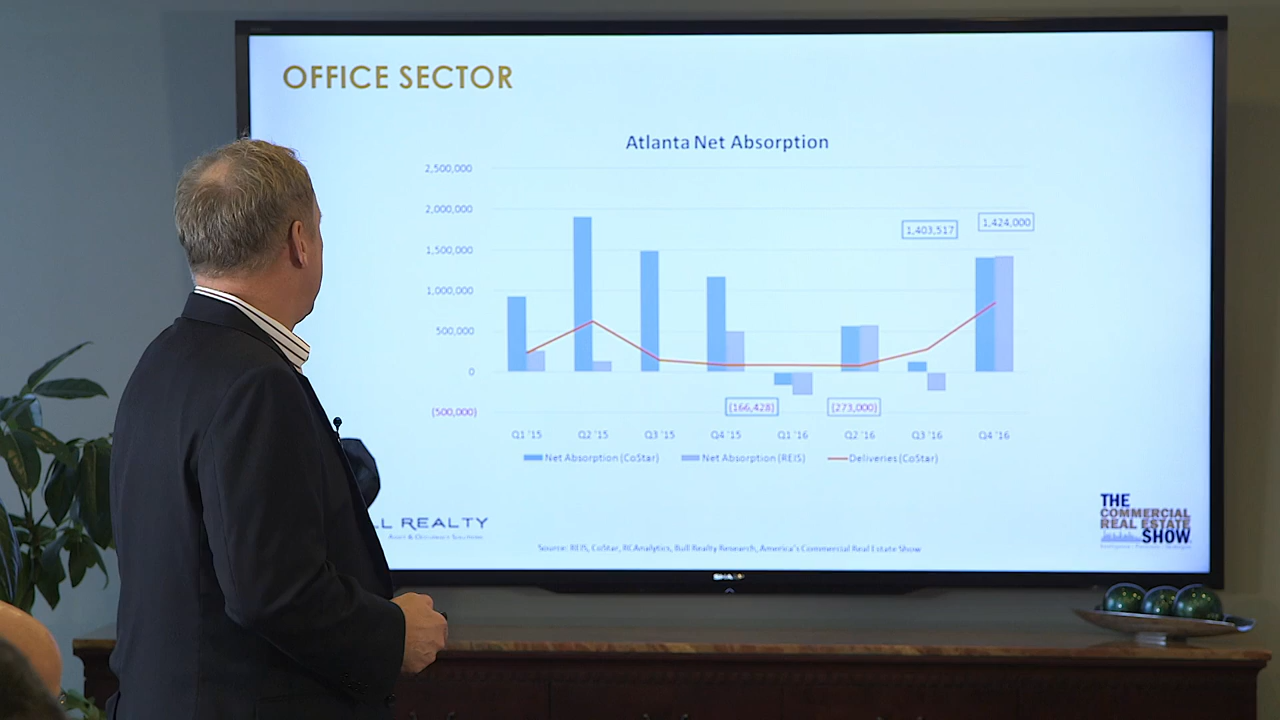 OFFICE SECTOR
Atlanta Net Absorption
2,500,000
2,000,000
1,500,000
1,000,000
500,000
0
(500,000)
1,403,517
1,424,000
(166,428)
(273,000)
Q1 '15 Q2 '15 Q3 '15 Q4 '15 Q1 '16 Q2 '16 Q3 '16 Q4 '16
Net Absorption (CoStar) Net Absorption (REIS) Deliveries (CoStar)
LL REALTY
ASSET & OCCUPANCY SOLUTIONS
THE
COMMERCIAL
REAL ESTATE
SHOW
Source: REIS, CoStar, RCAnalytics, Bull Realty Research, America's Commercial Real Estate Show